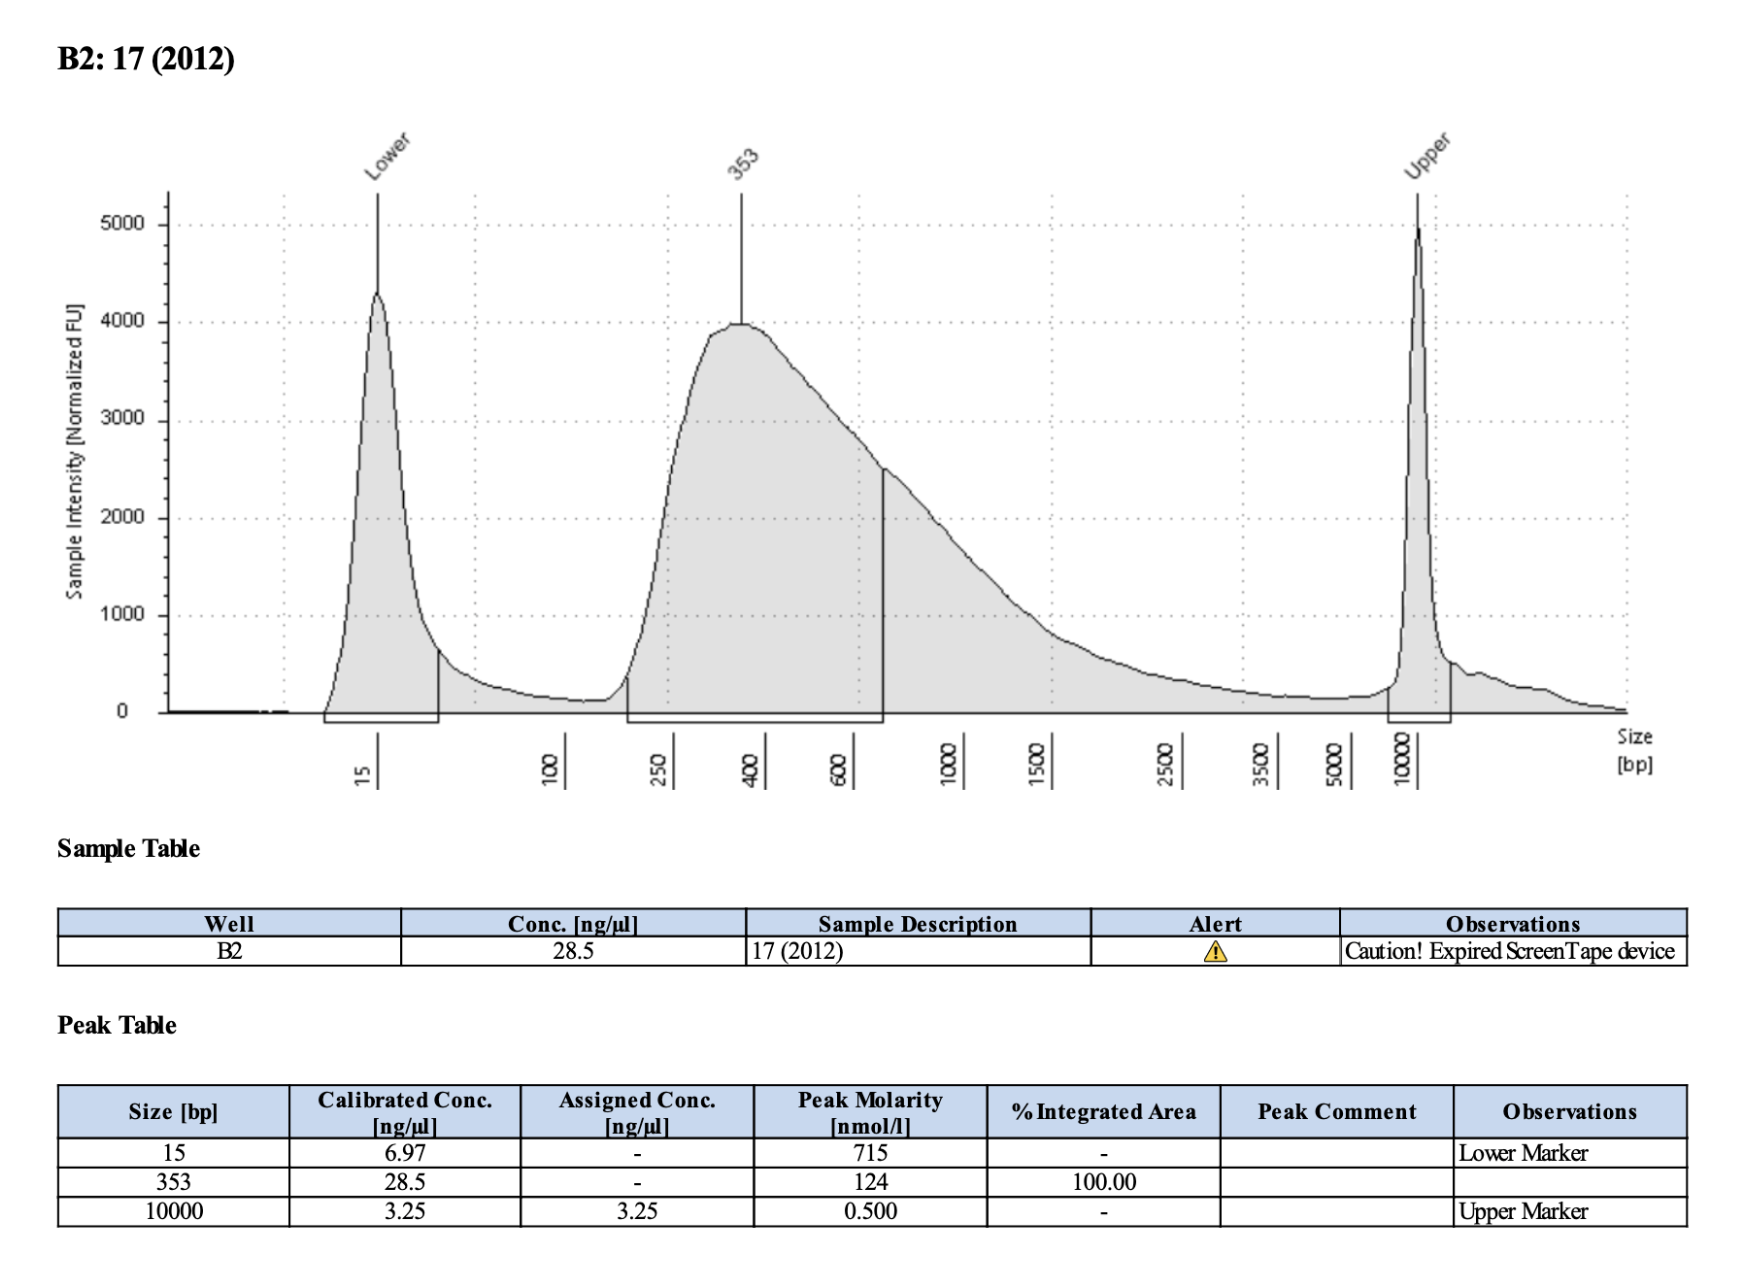 B2: 17 (2012)
Lower
353
Upper
Sample Intensity [Normalized FU]
5000
4000
3000
2000
1000
0
15
100
250
400
600
1000
1500
2500
3500
5000
10000
Size
[bp]
Sample Table
Well Conc. [ng/µl] Sample Description Alert Observations
B2 28.5 17 (2012) Caution! Expired ScreenTape device
Peak Table
Size [bp] Calibrated Conc. [ng/µl] Assigned Conc. [ng/µl] Peak Molarity [nmol/l] % Integrated Area Peak Comment Observations
15 6.97 - 715 - Lower Marker
353 28.5 - 124 100.00
10000 3.25 3.25 0.500 - Upper Marker